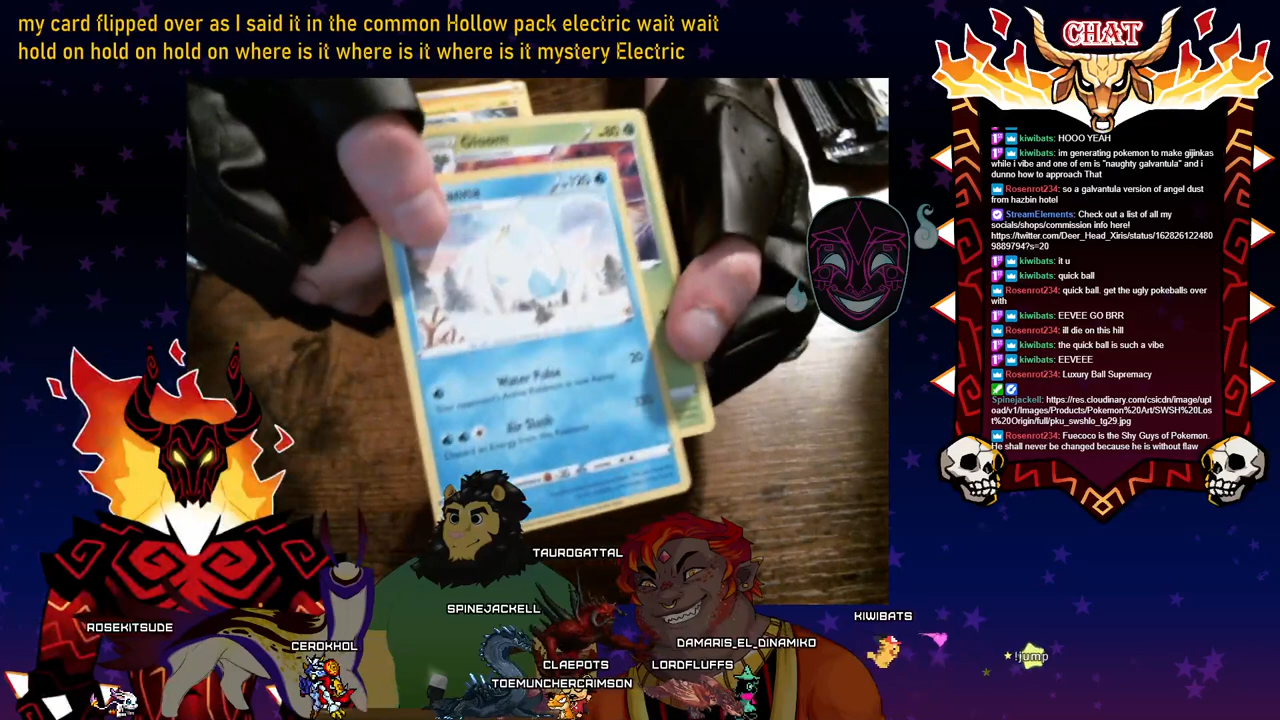 my card flipped over as I said it in the common Hollow pack electric wait wait
hold on hold on hold on where is it where is it where is it mystery Electric
CHAT
kiwibats: HOOO YEAH
kiwibats: im generating pokemon to make gijinkas
while i vibe and one of em is "naughty galvantula" and i
dunno how to approach That
Rosenrot234: so a galvantula version of angel dust
from hazbin hotel
StreamElements: Check out a list of all my
socials/shops/commission info here!
https://twitter.com/Deer_Head_Xiris/status/162826122480
9889794?s=20
kiwibats: it u
kiwibats: quick ball
Rosenrot234: quick ball. get the ugly pokeballs over
with
kiwibats: EEVEE GO BRR
Rosenrot234: ill die on this hill
kiwibats: the quick ball is such a vibe
kiwibats: EEVEEE
Rosenrot234: Luxury Ball Supremacy
Spinejackell: https://res.cloudinary.com/csicdn/image/upl
oad/v1/Images/Products/Pokemon%20Art/SWSH%20Los
t%20Origin/full/pku_swshlo_tg29.jpg
Rosenrot234: Fuecoco is the Shy Guys of Pokemon.
He shall never be changed because he is without flaw
Gloom
80
120
Water Pulse
20
Air Slash
TAUROGATTAL
SPINEJACKELL
ROSEKITSUDE
KIWIBATS
CEROKHOL
DAMARIS_EL_DINAMIKO
CLAEPOTS
LORDFLUFFS
TOEMUNCHERCRIMSON
!jump